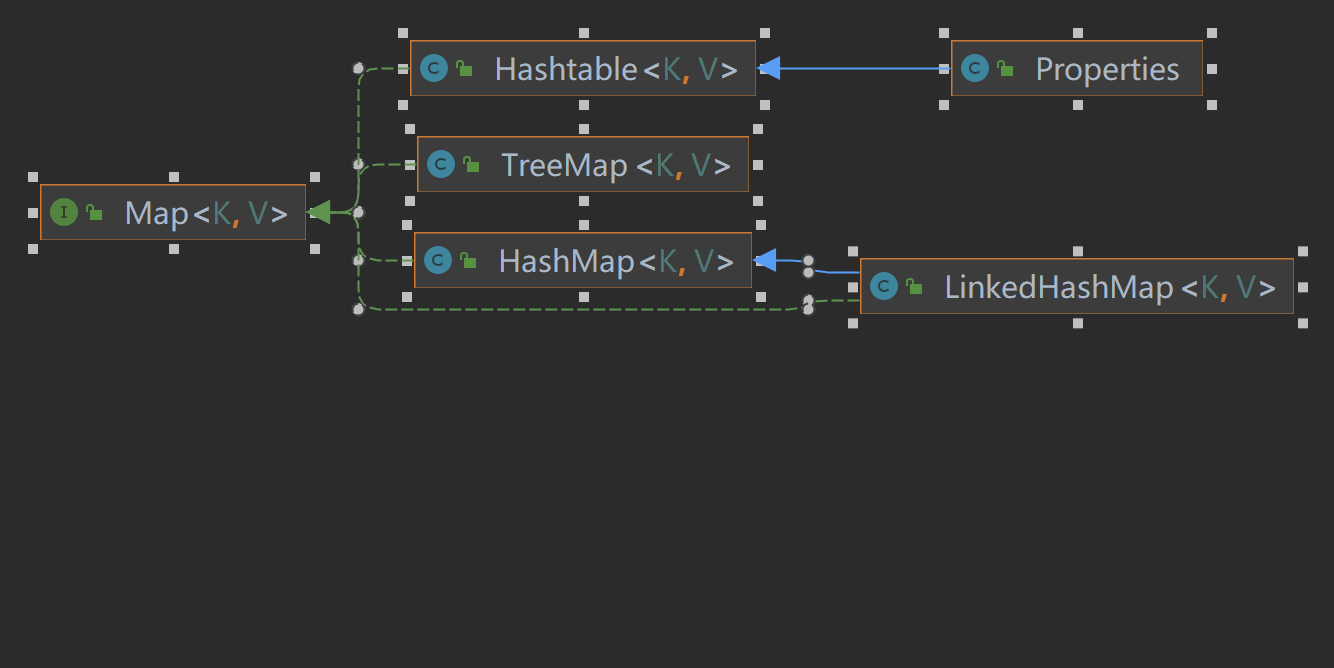 C Hashtable<K, V>
C Properties
C TreeMap<K, V>
I Map<K, V>
C HashMap<K, V>
C LinkedHashMap<K, V>